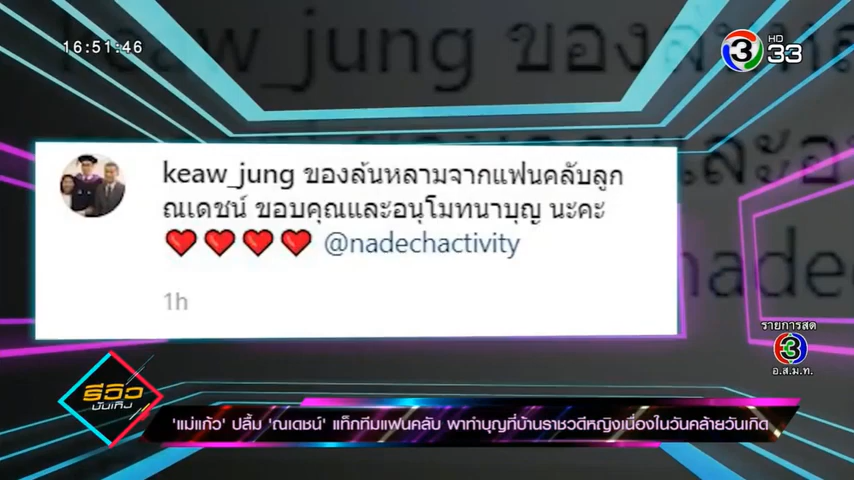 16:51:46
3 HD 33
keaw_jung ของล้นหลามจากแฟนคลับลูก
ณเดชน์ ขอบคุณและอนุโมทนาบุญ นะคะ
❤️❤️❤️❤️ @nadechactivity
1h
รายการสด
3
อ.ส.ม.ท.
รีวิว
บันเทิง
'แม่แก้ว' ปลื้ม 'ณเดชน์' แท็กทีมแฟนคลับ พาทำบุญที่บ้านราชวดีหญิงเนื่องในวันคล้ายวันเกิด